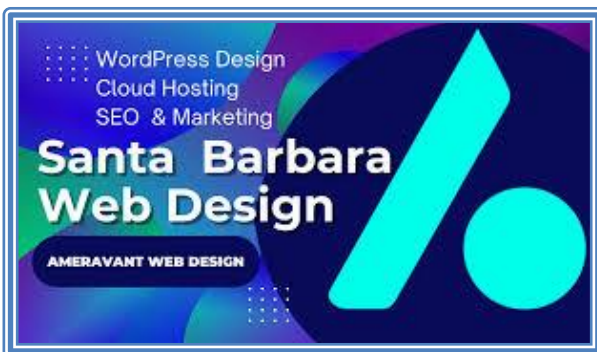 WordPress Design
Cloud Hosting
SEO & Marketing
Santa Barbara
Web Design
AMERAVANT WEB DESIGN